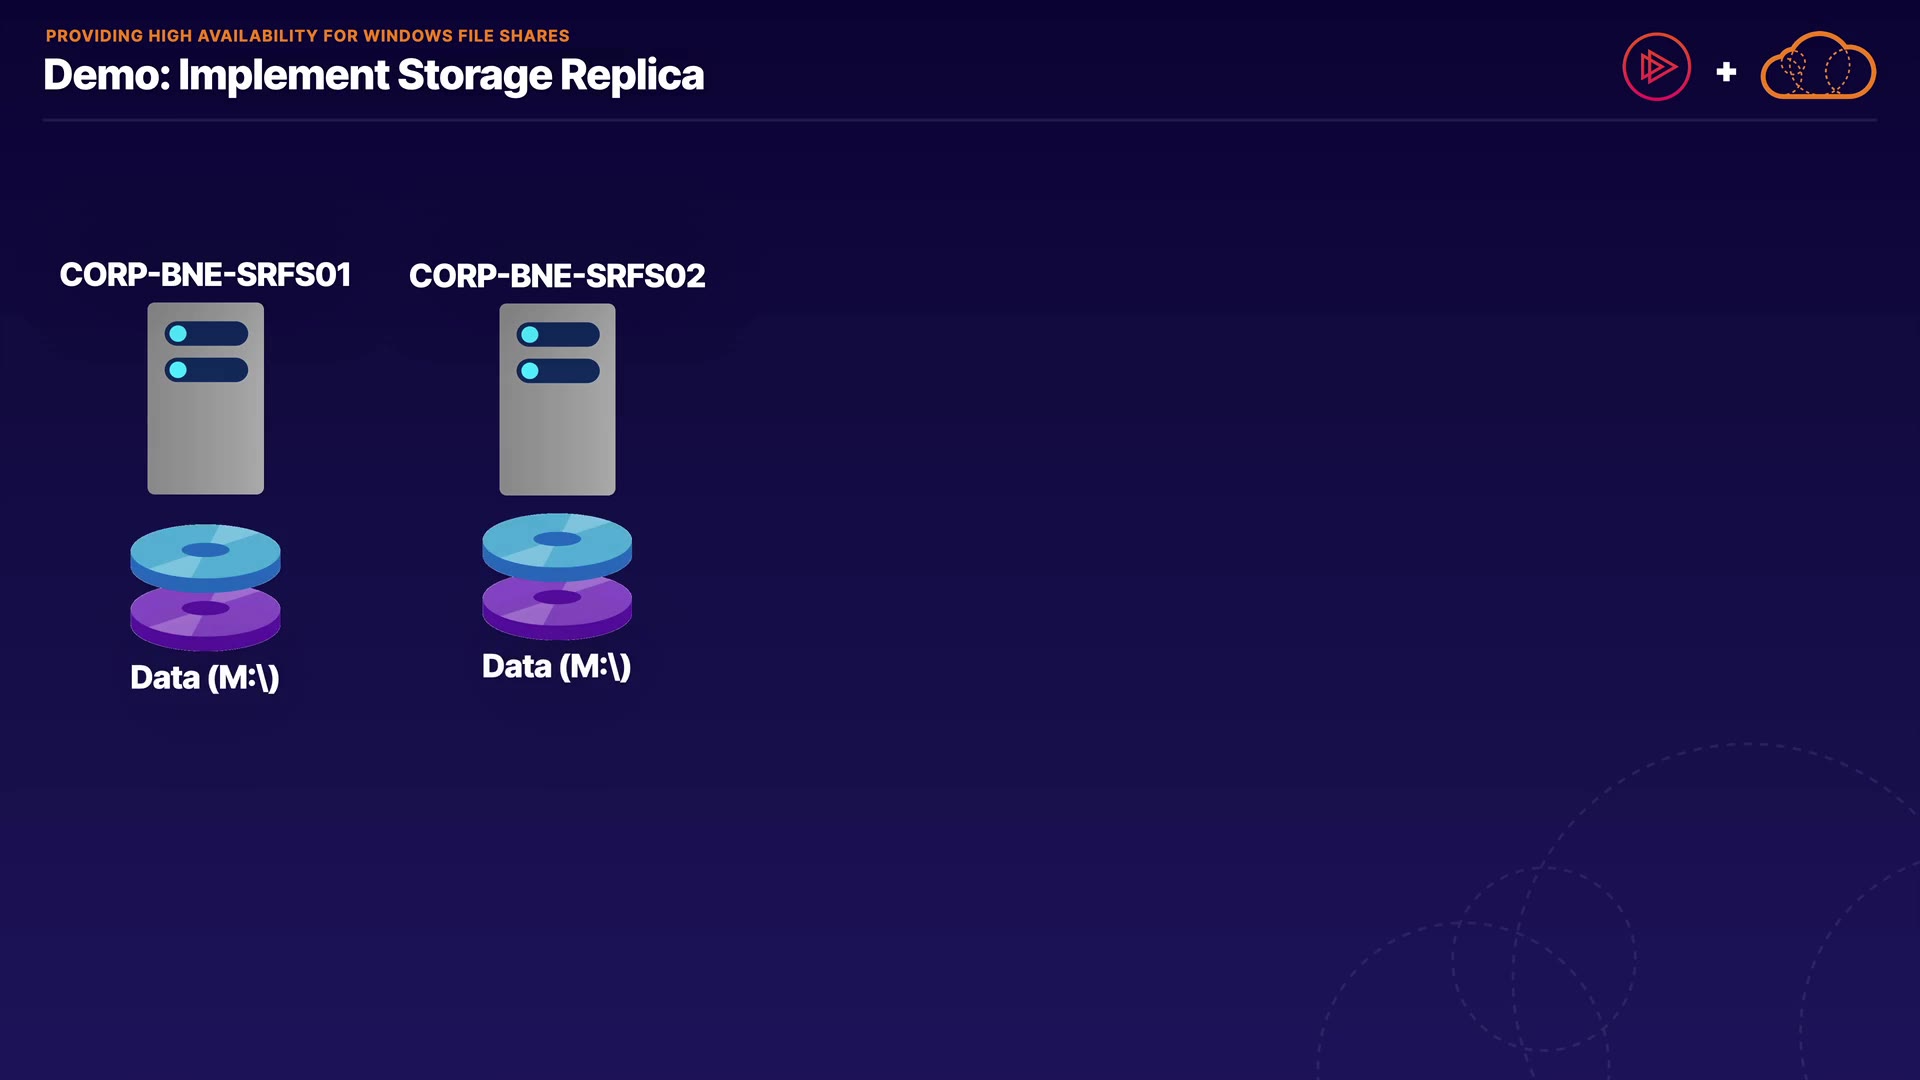 PROVIDING HIGH AVAILABILITY FOR WINDOWS FILE SHARES
Demo: Implement Storage Replica
+
CORP-BNE-SRFS01
CORP-BNE-SRFS02
Data (M:\)
Data (M:\)